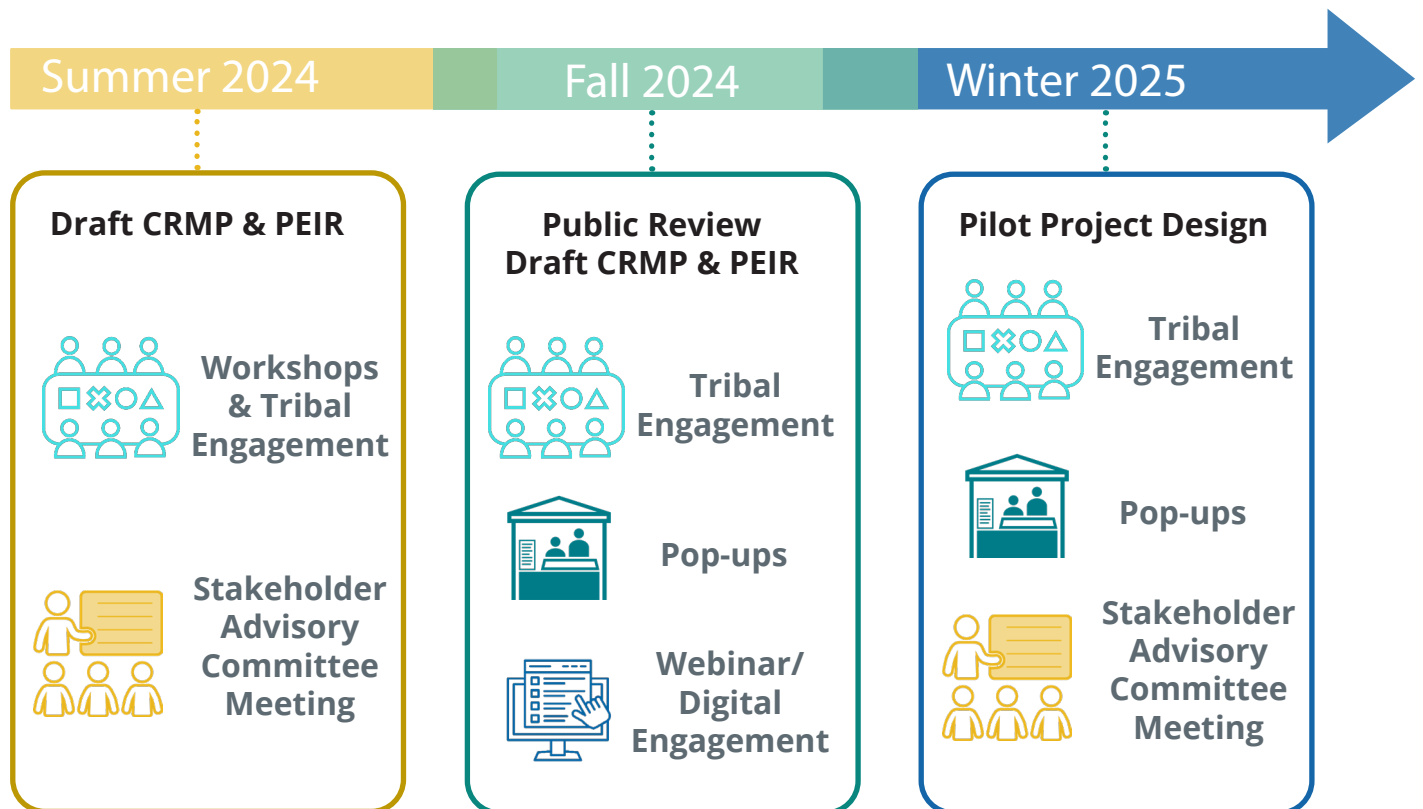 Summer 2024
Fall 2024
Winter 2025
Draft CRMP & PEIR
Workshops
& Tribal
Engagement
Stakeholder
Advisory
Committee
Meeting
Public Review
Draft CRMP & PEIR
Tribal
Engagement
Pop-ups
Webinar/
Digital
Engagement
Pilot Project Design
Tribal
Engagement
Pop-ups
Stakeholder
Advisory
Committee
Meeting